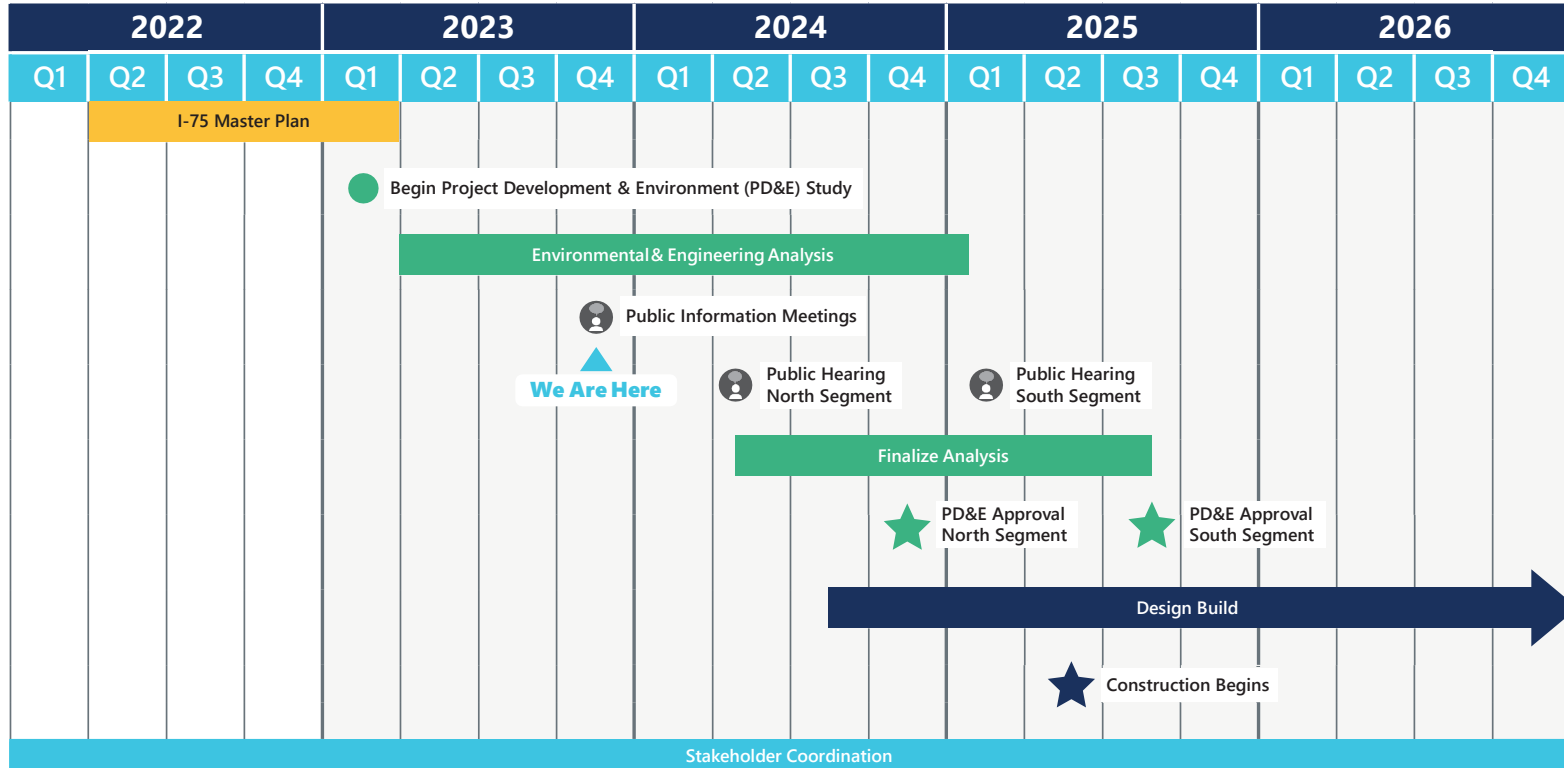 2022 2023 2024 2025 2026
Q1 Q2 Q3 Q4 Q1 Q2 Q3 Q4 Q1 Q2 Q3 Q4 Q1 Q2 Q3 Q4 Q1 Q2 Q3 Q4
I-75 Master Plan
Begin Project Development & Environment (PD&E) Study
Environmental & Engineering Analysis
Public Information Meetings
We Are Here
Public Hearing
North Segment
Public Hearing
South Segment
Finalize Analysis
PD&E Approval
North Segment
PD&E Approval
South Segment
Design Build
Construction Begins
Stakeholder Coordination